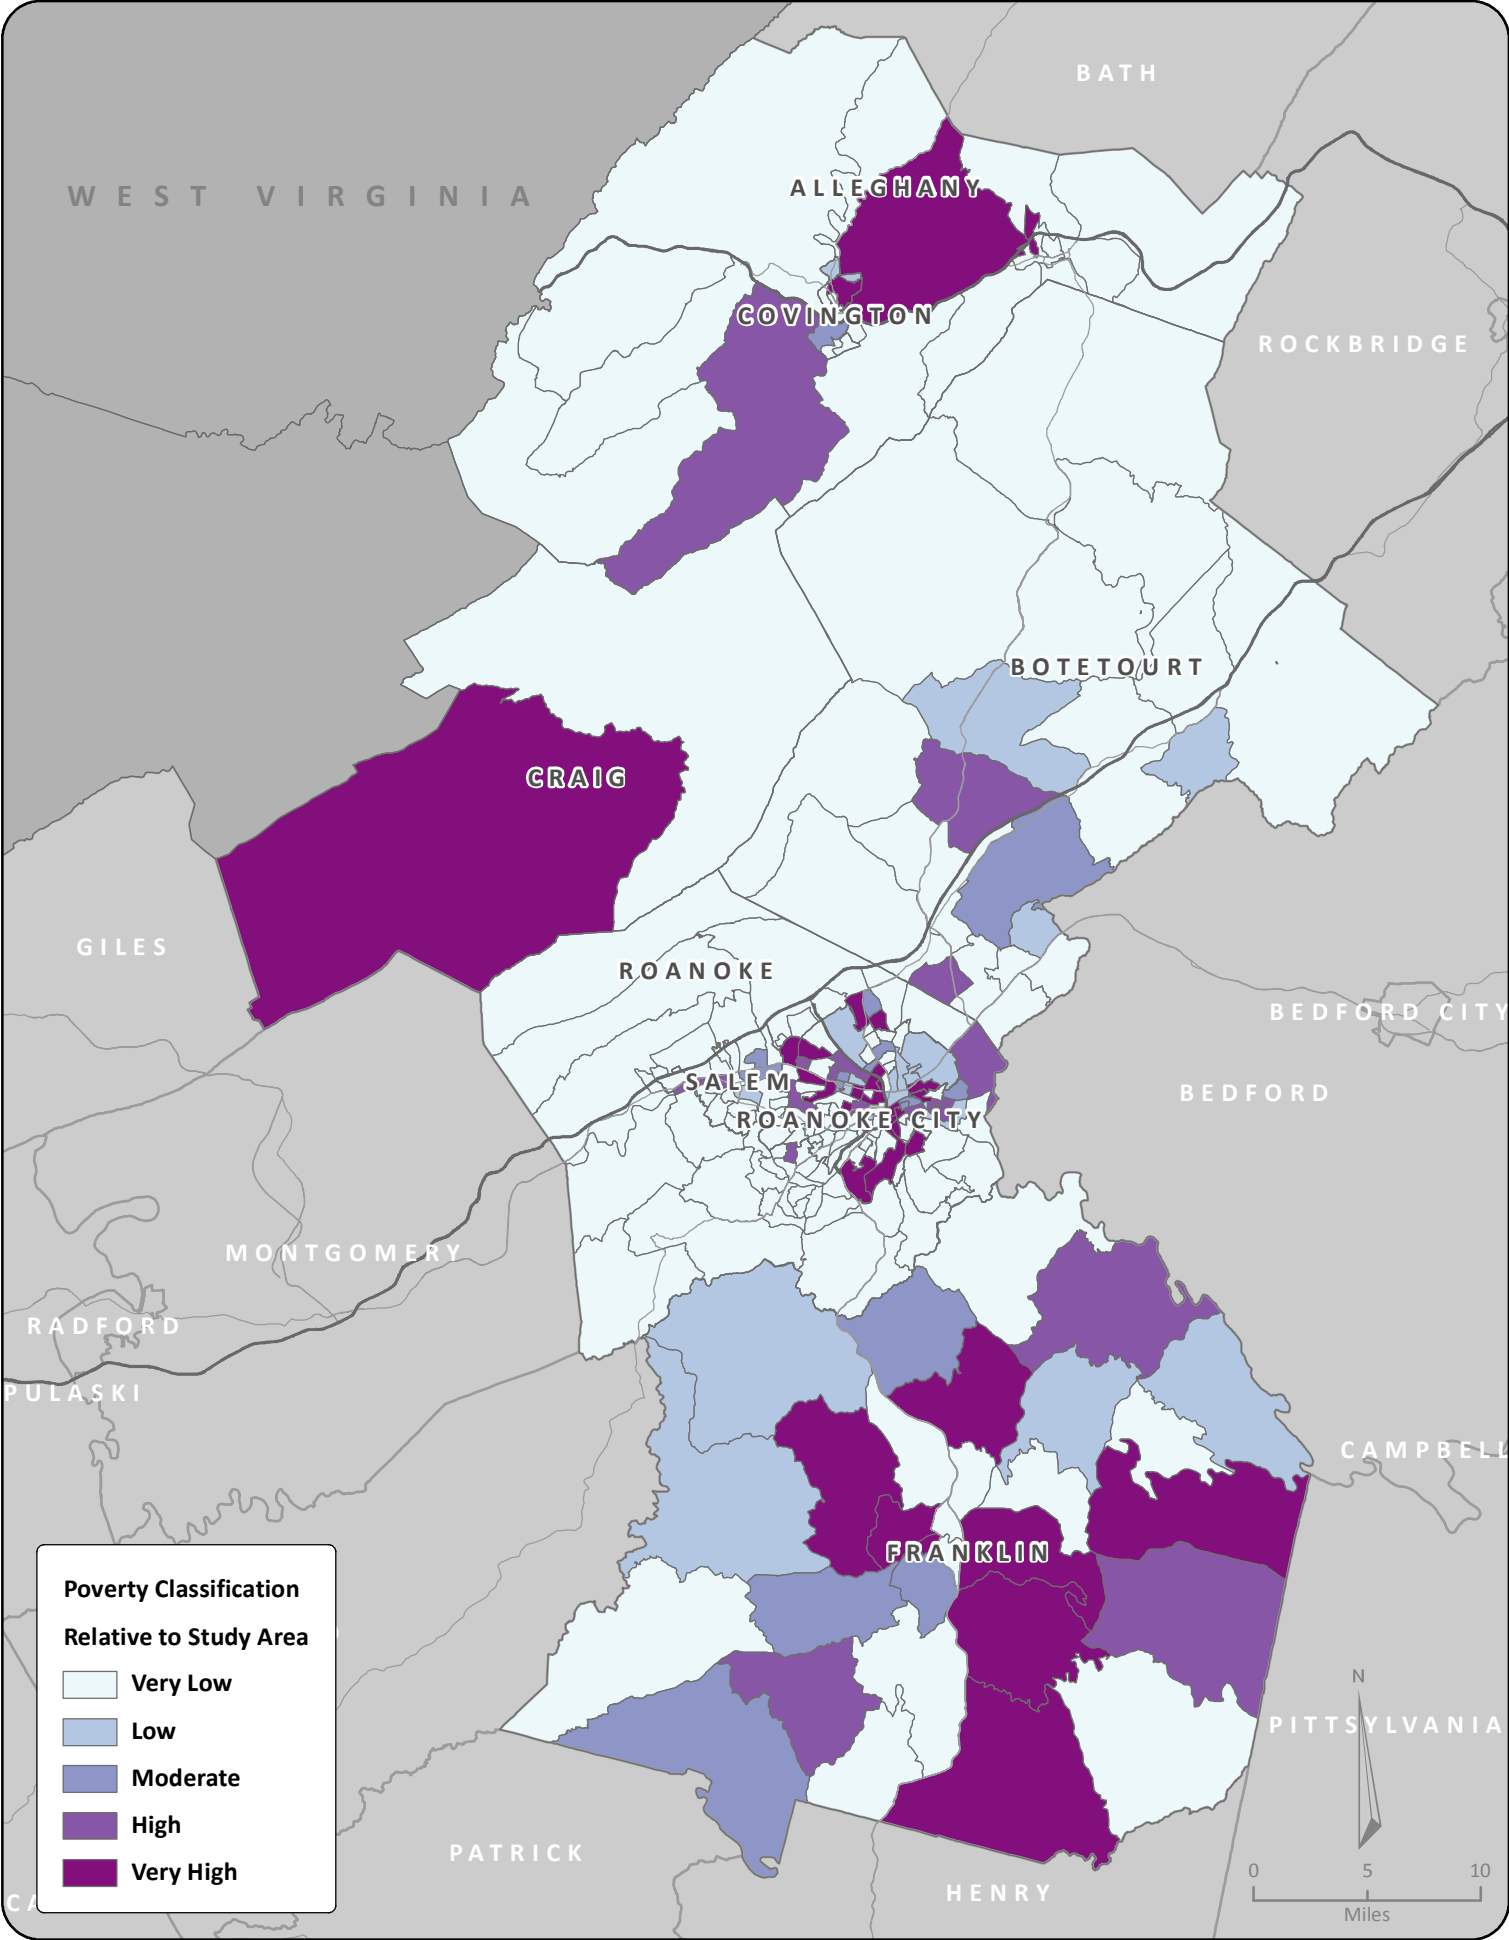 BATH
WEST VIRGINIA
ALLEGHANY
COVINGTON
ROCKBRIDGE
BOTETOURT
CRAIG
GILES
ROANOKE
BEDFORD CITY
SALEM
BEDFORD
ROANOKE CITY
MONTGOMERY
RADFORD
PULASKI
CAMPBELL
FRANKLIN
Poverty Classification
Relative to Study Area
Very Low
Low
Moderate
High
Very High
N
PITTSYLVANIA
PATRICK
HENRY
CA
0 5 10
Miles